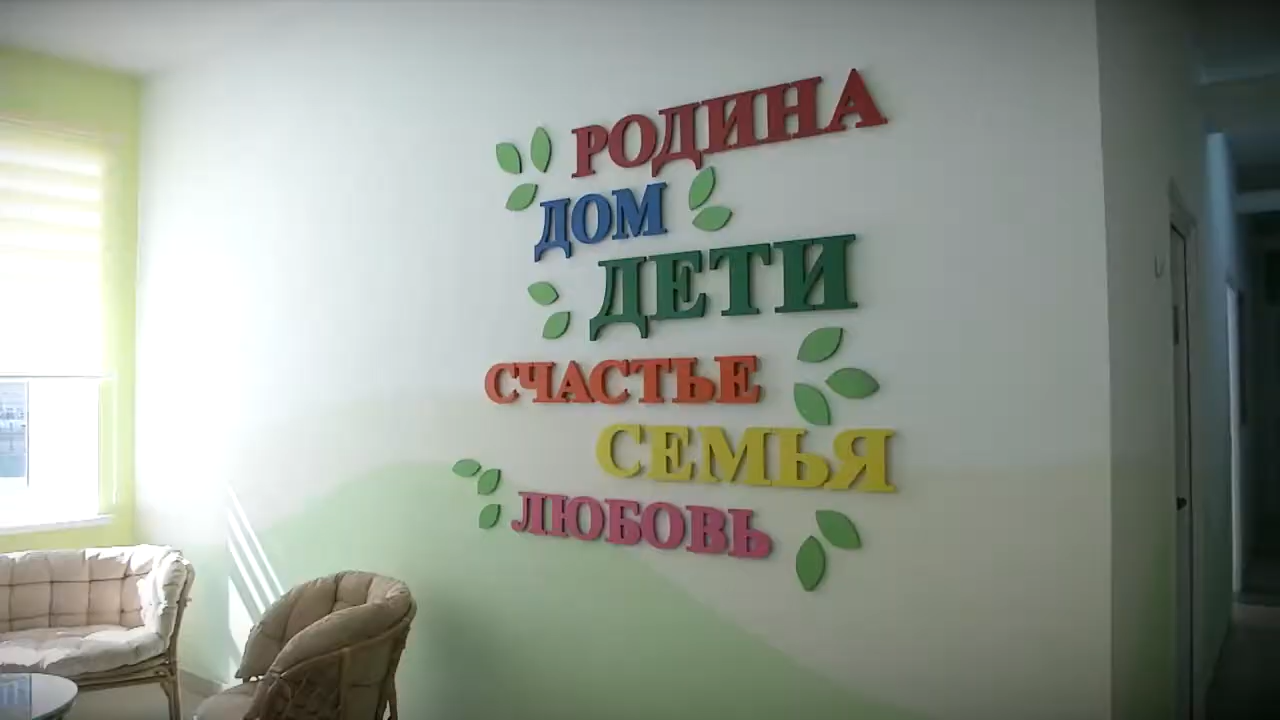 РОДИНА
ДОМ
ДЕТИ
СЧАСТЬЕ
СЕМЬЯ
ЛЮБОВЬ